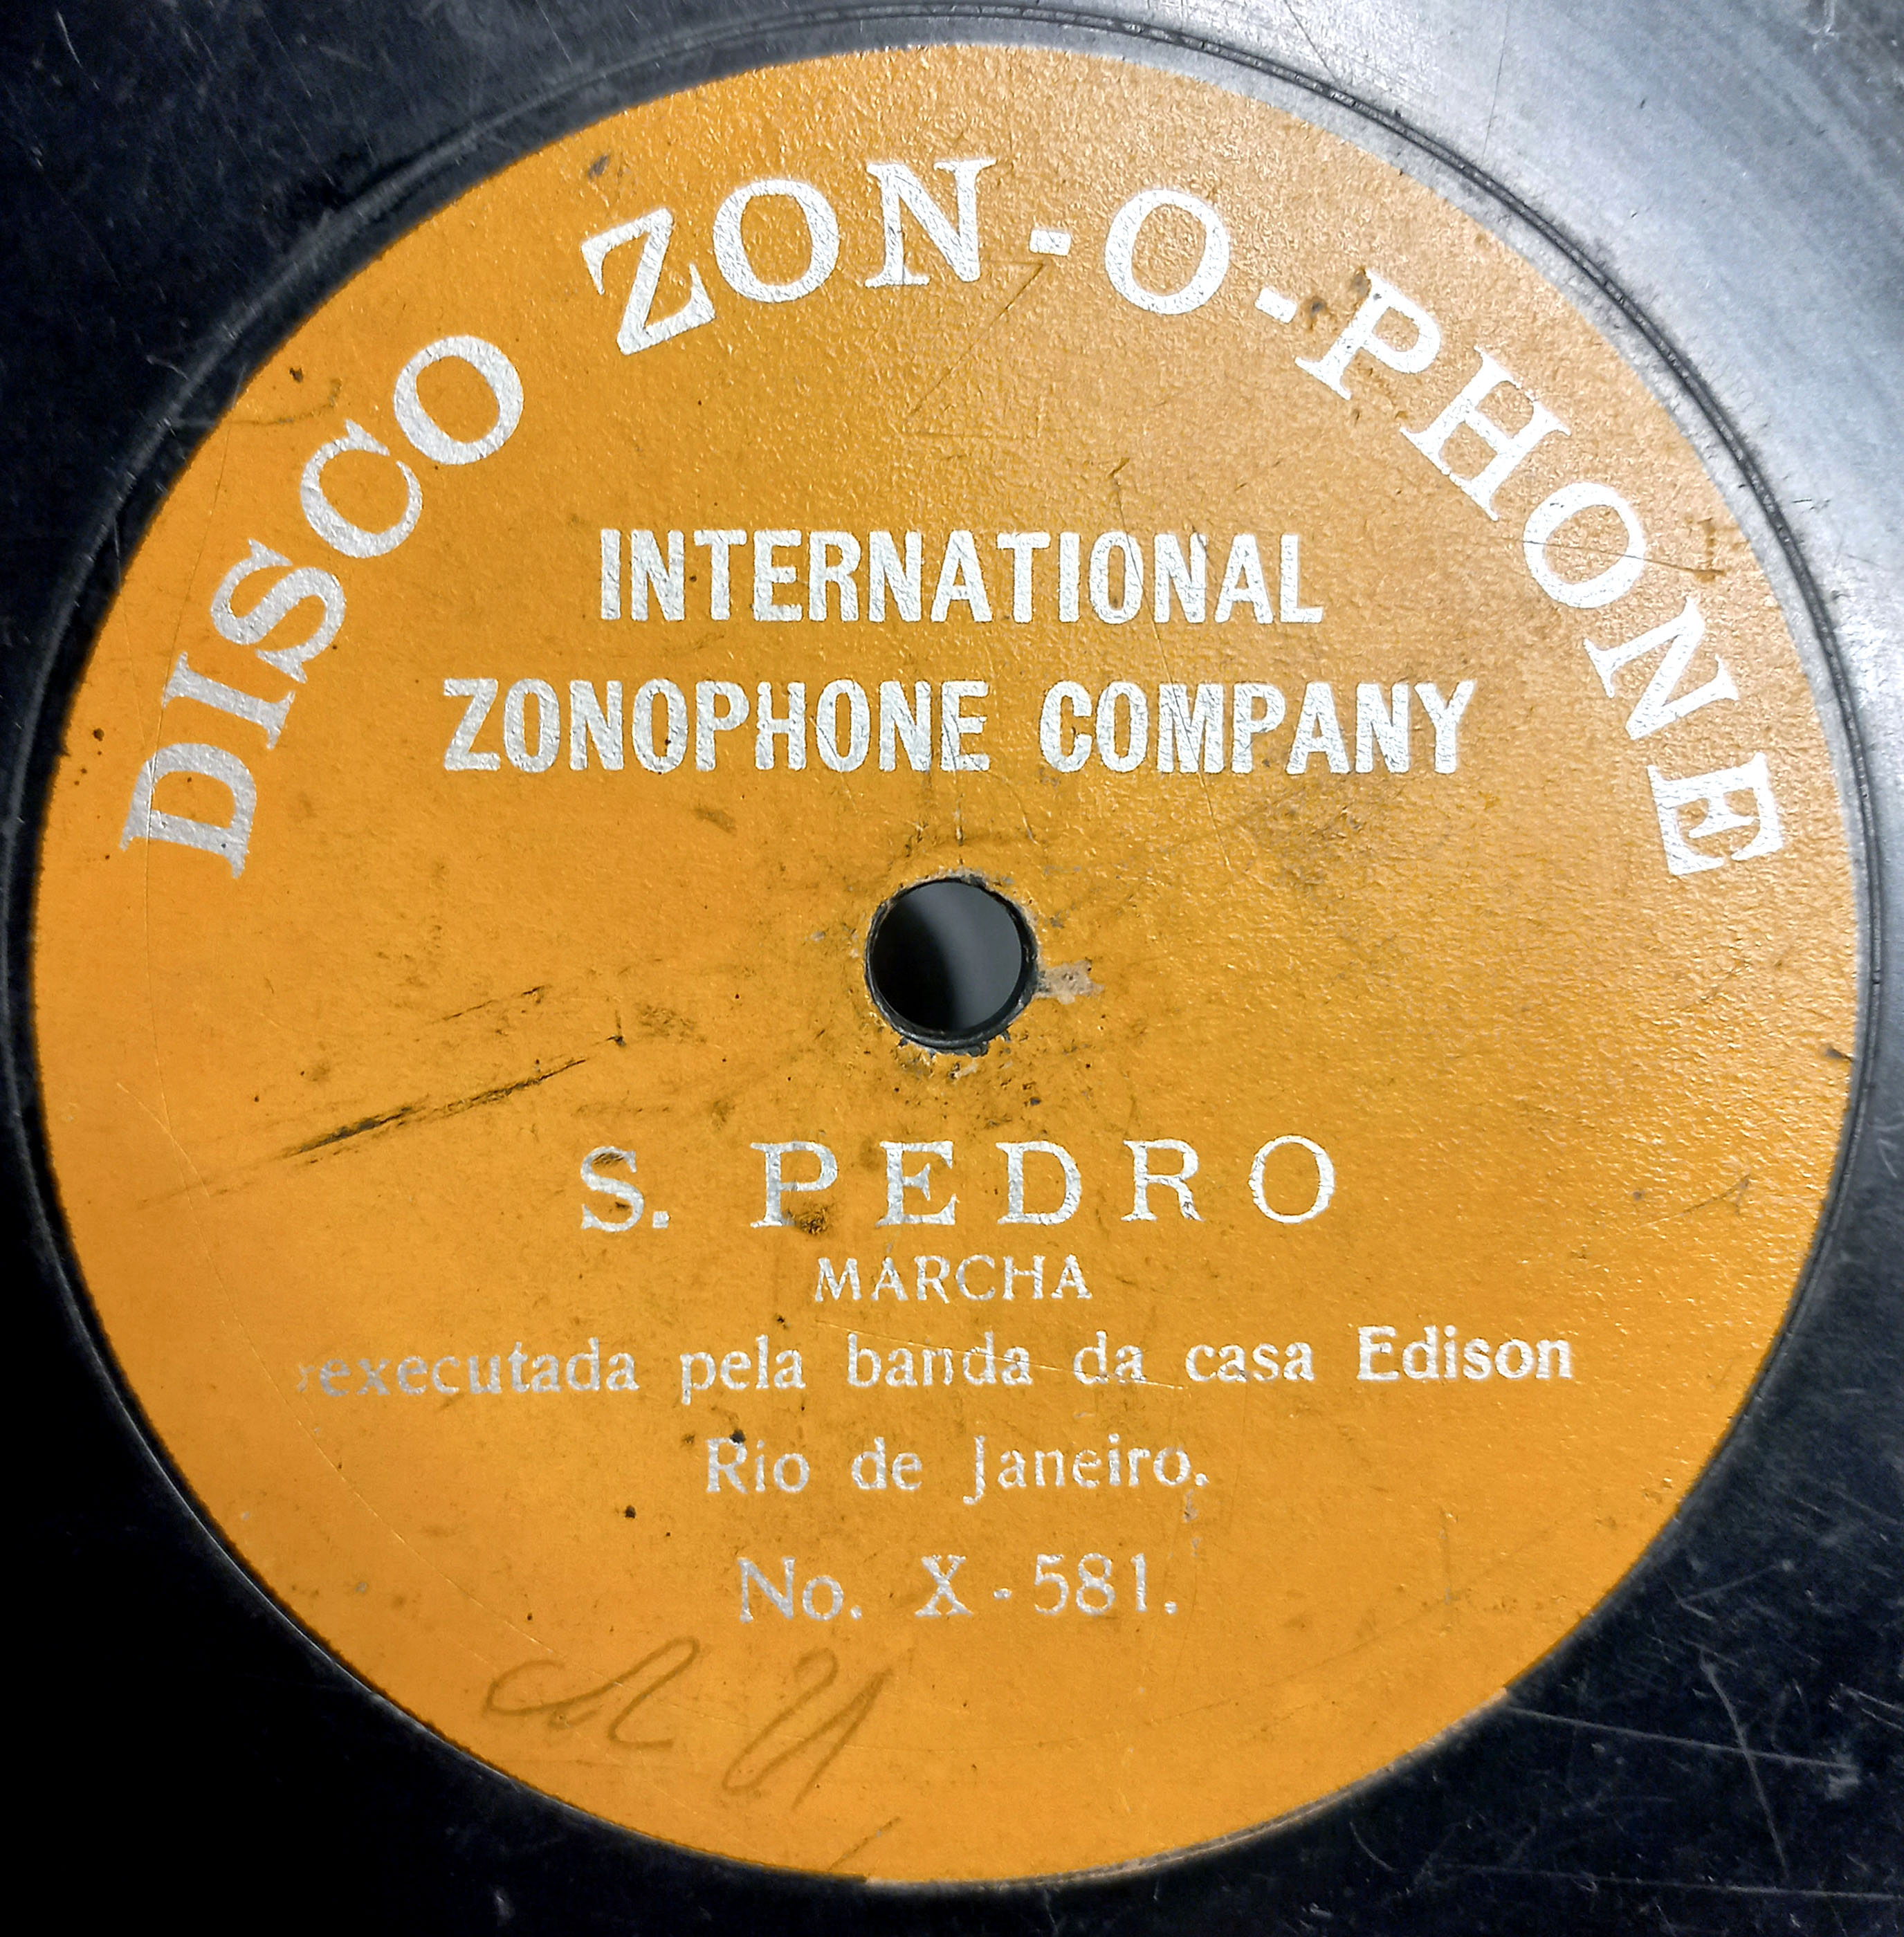 DISCO ZON-O-PHONE
INTERNATIONAL
ZONOPHONE COMPANY
S. PEDRO
MARCHA
executada pela banda da casa Edison
Rio de Janeiro.
No. X-581.